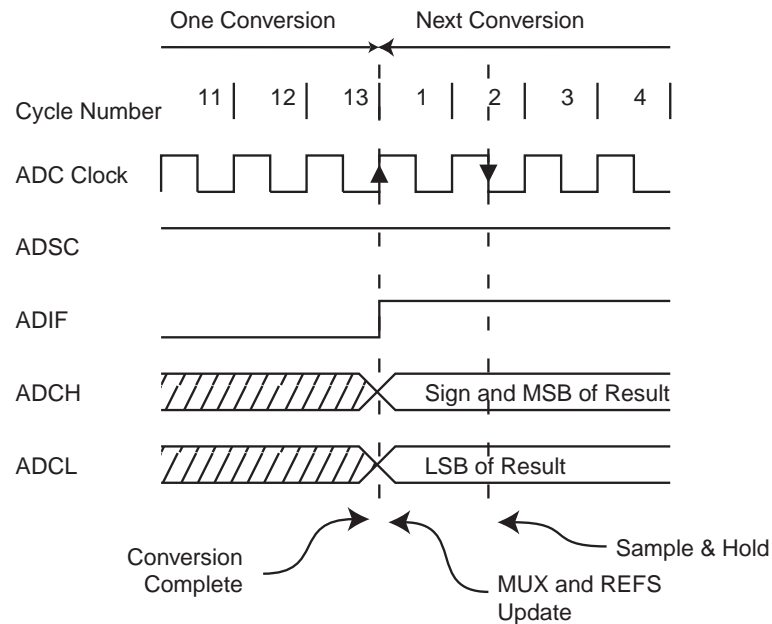 One Conversion Next Conversion
Cycle Number 11 12 13 1 2 3 4
ADC Clock
ADSC
ADIF
ADCH Sign and MSB of Result
ADCL LSB of Result
Conversion
Complete
MUX and REFS
Update
Sample & Hold